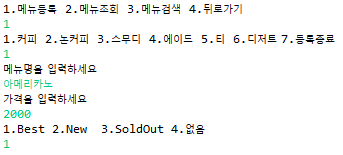 1.메뉴등록 2.메뉴조회 3.메뉴검색 4.뒤로가기
1
1.커피 2.논커피 3.스무디 4.에이드 5.티 6.디저트 7.등록종료
1
메뉴명을 입력하세요
아메리카노
가격을 입력하세요
2000
1.Best 2.New 3.SoldOut 4.없음
1